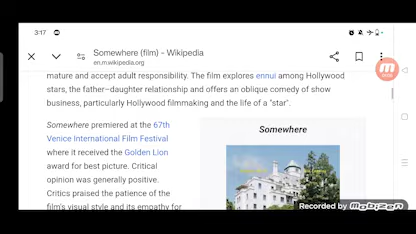 3:17
Somewhere (film) - Wikipedia
en.m.wikipedia.org
mature and accept adult responsibility. The film explores ennui among Hollywood
stars, the father–daughter relationship and offers an oblique comedy of show
business, particularly Hollywood filmmaking and the life of a "star".
Somewhere premiered at the 67th
Venice International Film Festival
where it received the Golden Lion
award for best picture. Critical
opinion was generally positive.
Critics praised the patience of the
film's visual style and its empathy for
Somewhere
Recorded by
MOBIZEN